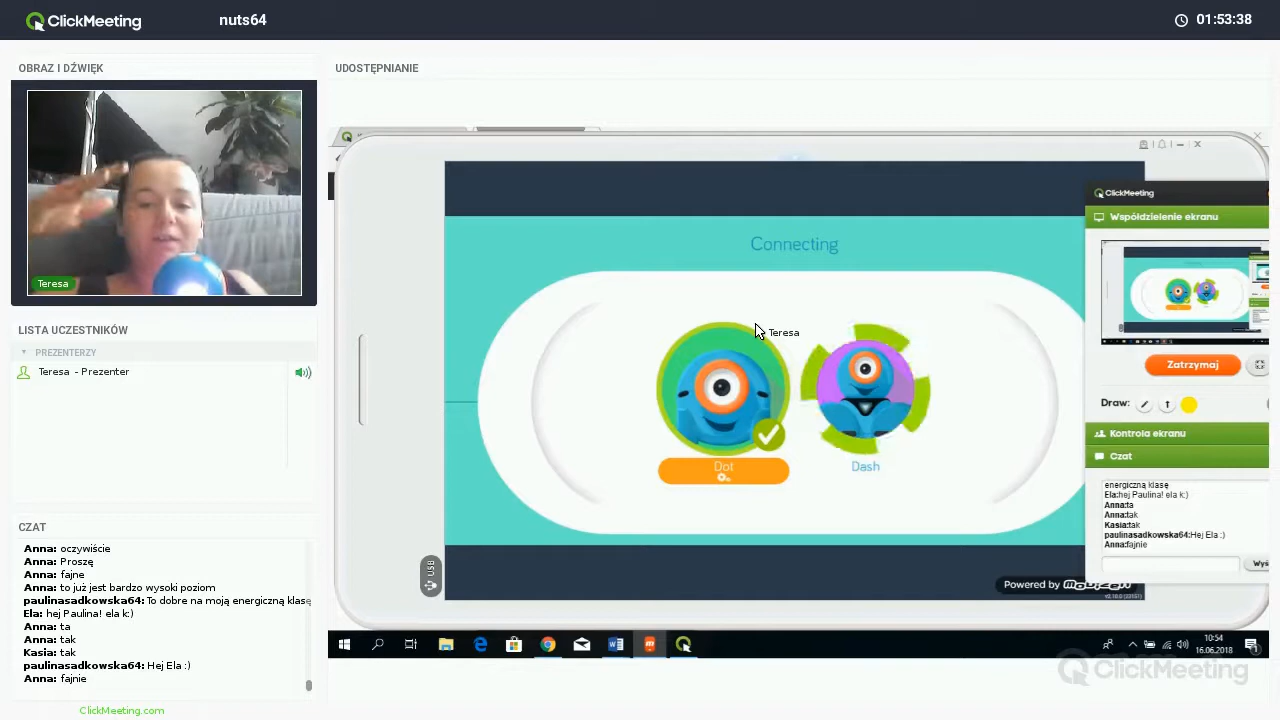 ClickMeeting
nuts64
01:53:38
OBRAZ I DŹWIĘK
Teresa
LISTA UCZESTNIKÓW
PREZENTERZY
Teresa - Prezenter
CZAT
Anna: oczywiście
Anna: Proszę
Anna: fajne
Anna: to już jest bardzo wysoki poziom
paulinasadkowska64: To dobre na moją energiczną klasę
Ela: hej Paulina! ela k:)
Anna: ta
Anna: tak
Kasia: tak
paulinasadkowska64: Hej Ela :)
Anna: fajnie
ClickMeeting.com
UDOSTĘPNIANIE
Connecting
Teresa
Dot
Dash
USB
Powered by
ClickMeeting
Współdzielenie ekranu
Zatrzymaj
Draw:
Kontrola ekranu
Czat
energiczną klasę
Ela:hej Paulina! ela k:)
Anna:ta
Anna:tak
Kasia:tak
paulinasadkowska64:Hej Ela :)
Anna:fajnie
Wyś
10:54
16.06.2018
ClickMeeting